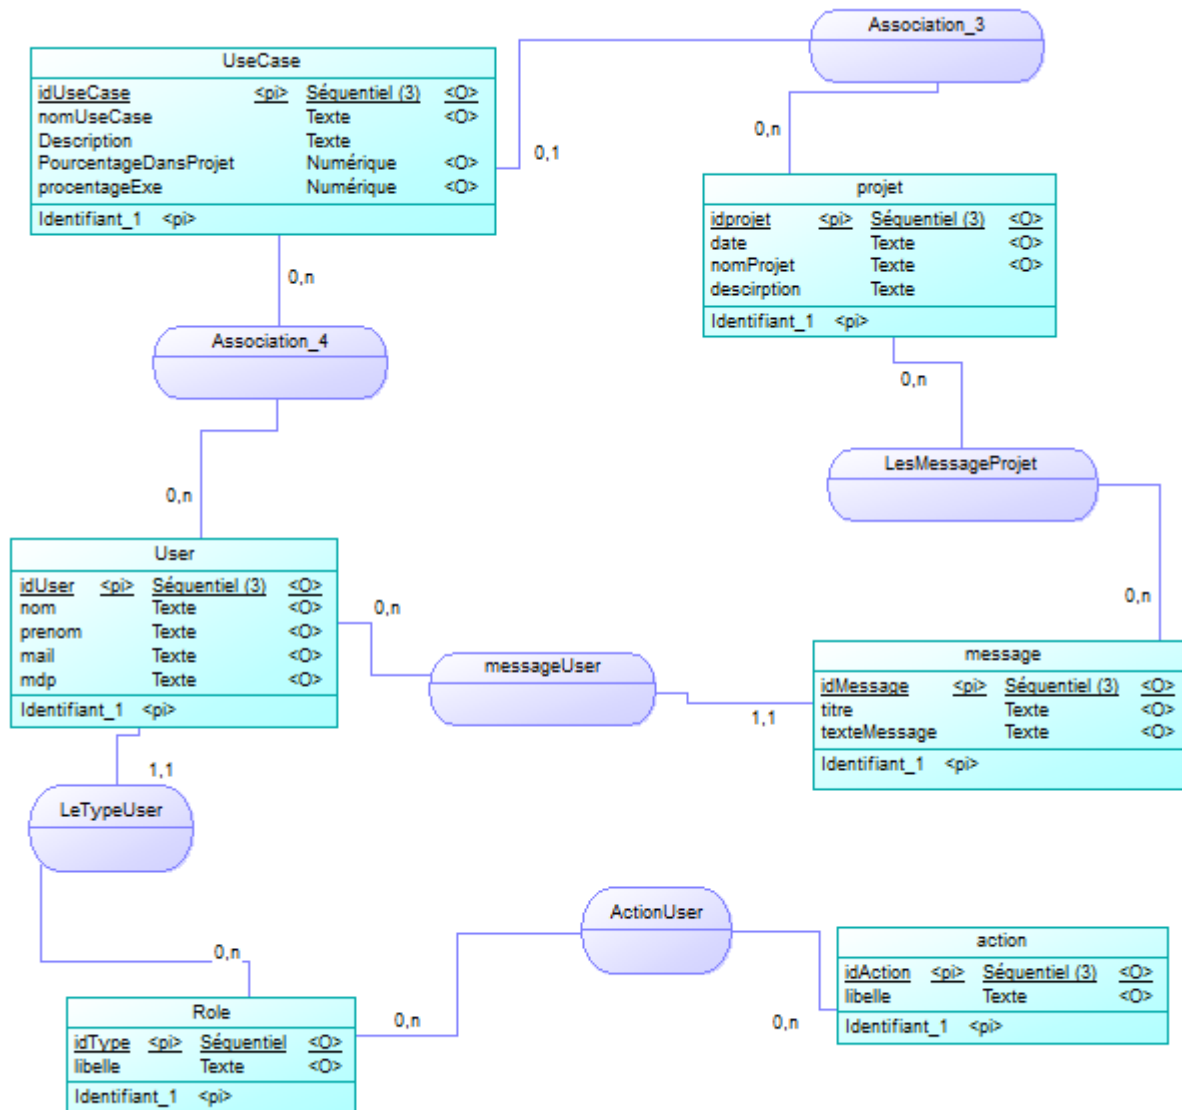 Association_3
UseCase
idUseCase <pi> Séquentiel (3) <O>
nomUseCase Texte <O>
Description Texte
PourcentageDansProjet Numérique <O>
procentageExe Numérique <O>
Identifiant_1 <pi>
0,1
0,n
projet
idprojet <pi> Séquentiel (3) <O>
date Texte <O>
nomProjet Texte <O>
descirption Texte
Identifiant_1 <pi>
0,n
Association_4
0,n
LesMessageProjet
0,n
User
idUser <pi> Séquentiel (3) <O>
nom Texte <O>
prenom Texte <O>
mail Texte <O>
mdp Texte <O>
Identifiant_1 <pi>
0,n
messageUser
1,1
0,n
message
idMessage <pi> Séquentiel (3) <O>
titre Texte <O>
texteMessage Texte <O>
Identifiant_1 <pi>
1,1
LeTypeUser
0,n
ActionUser
action
idAction <pi> Séquentiel (3) <O>
libelle Texte <O>
Identifiant_1 <pi>
Role
idType <pi> Séquentiel <O>
libelle Texte <O>
Identifiant_1 <pi>
0,n
0,n